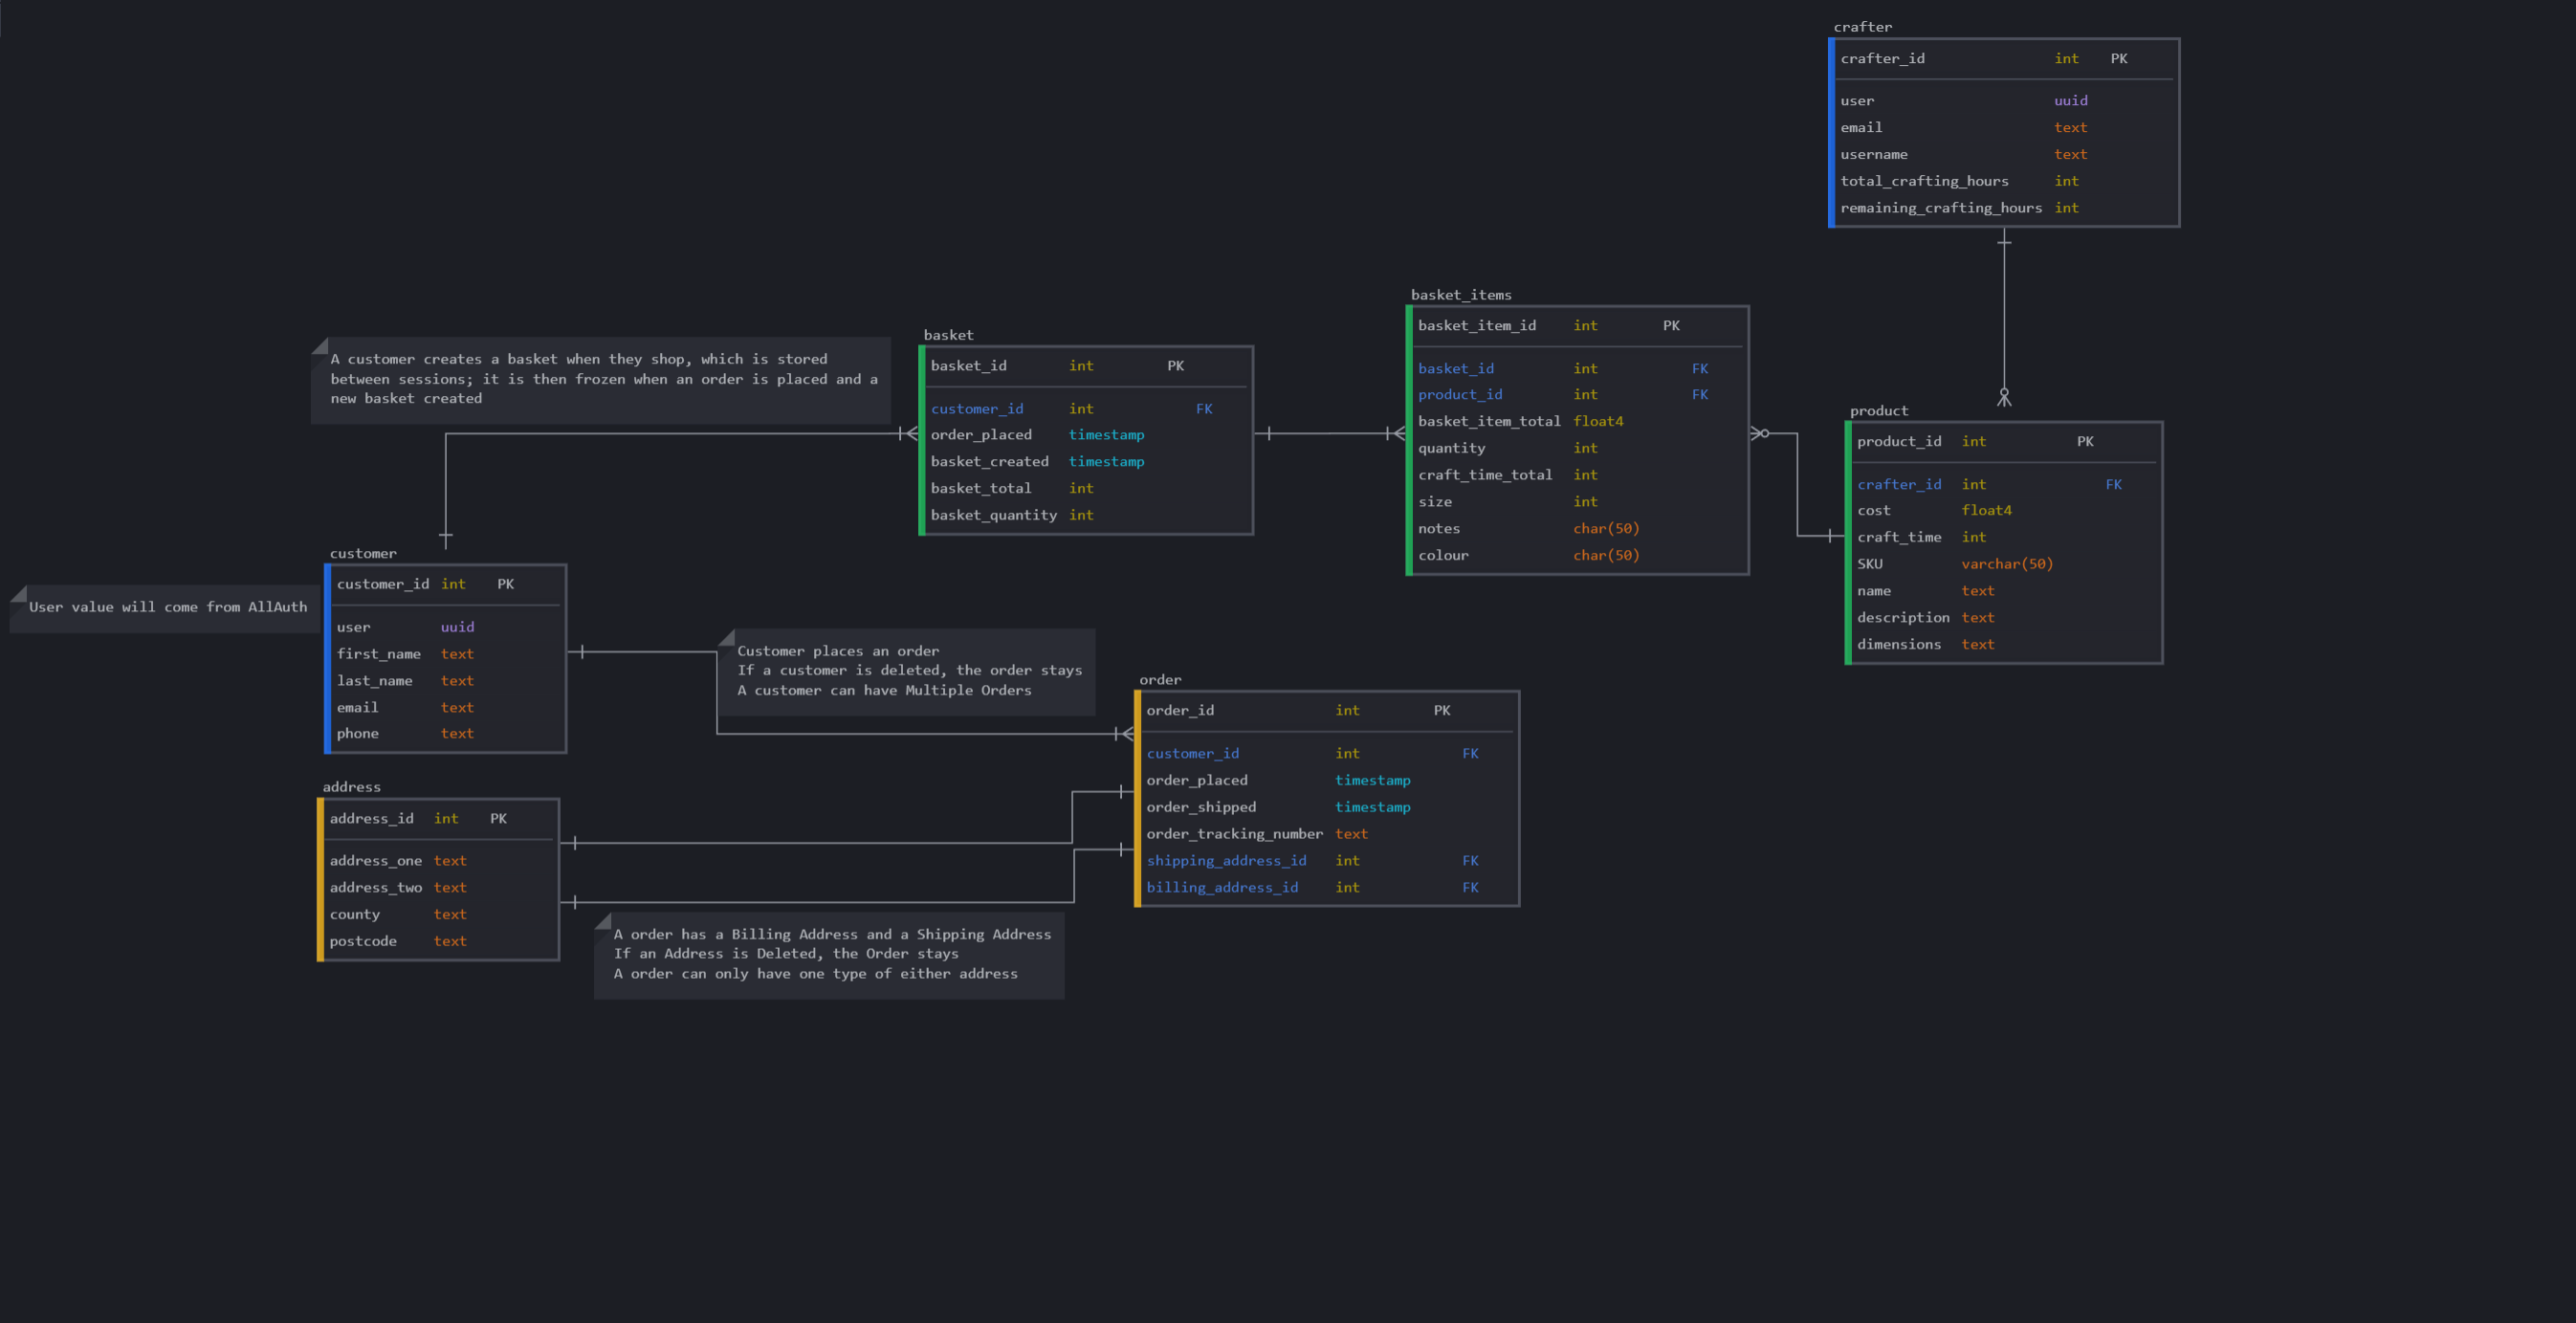 crafter
crafter_id int PK
user uuid
email text
username text
total_crafting_hours int
remaining_crafting_hours int
basket_items
basket_item_id int PK
basket_id int FK
product_id int FK
basket_item_total float4
quantity int
craft_time_total int
size int
notes char(50)
colour char(50)
basket
basket_id int PK
customer_id int FK
order_placed timestamp
basket_created timestamp
basket_total int
basket_quantity int
A customer creates a basket when they shop, which is stored
between sessions; it is then frozen when an order is placed and a
new basket created
product
product_id int PK
crafter_id int FK
cost float4
craft_time int
SKU varchar(50)
name text
description text
dimensions text
customer
customer_id int PK
user uuid
first_name text
last_name text
email text
phone text
User value will come from AllAuth
Customer places an order
If a customer is deleted, the order stays
A customer can have Multiple Orders
order
order_id int PK
customer_id int FK
order_placed timestamp
order_shipped timestamp
order_tracking_number text
shipping_address_id int FK
billing_address_id int FK
address
address_id int PK
address_one text
address_two text
county text
postcode text
A order has a Billing Address and a Shipping Address
If an Address is Deleted, the Order stays
A order can only have one type of either address